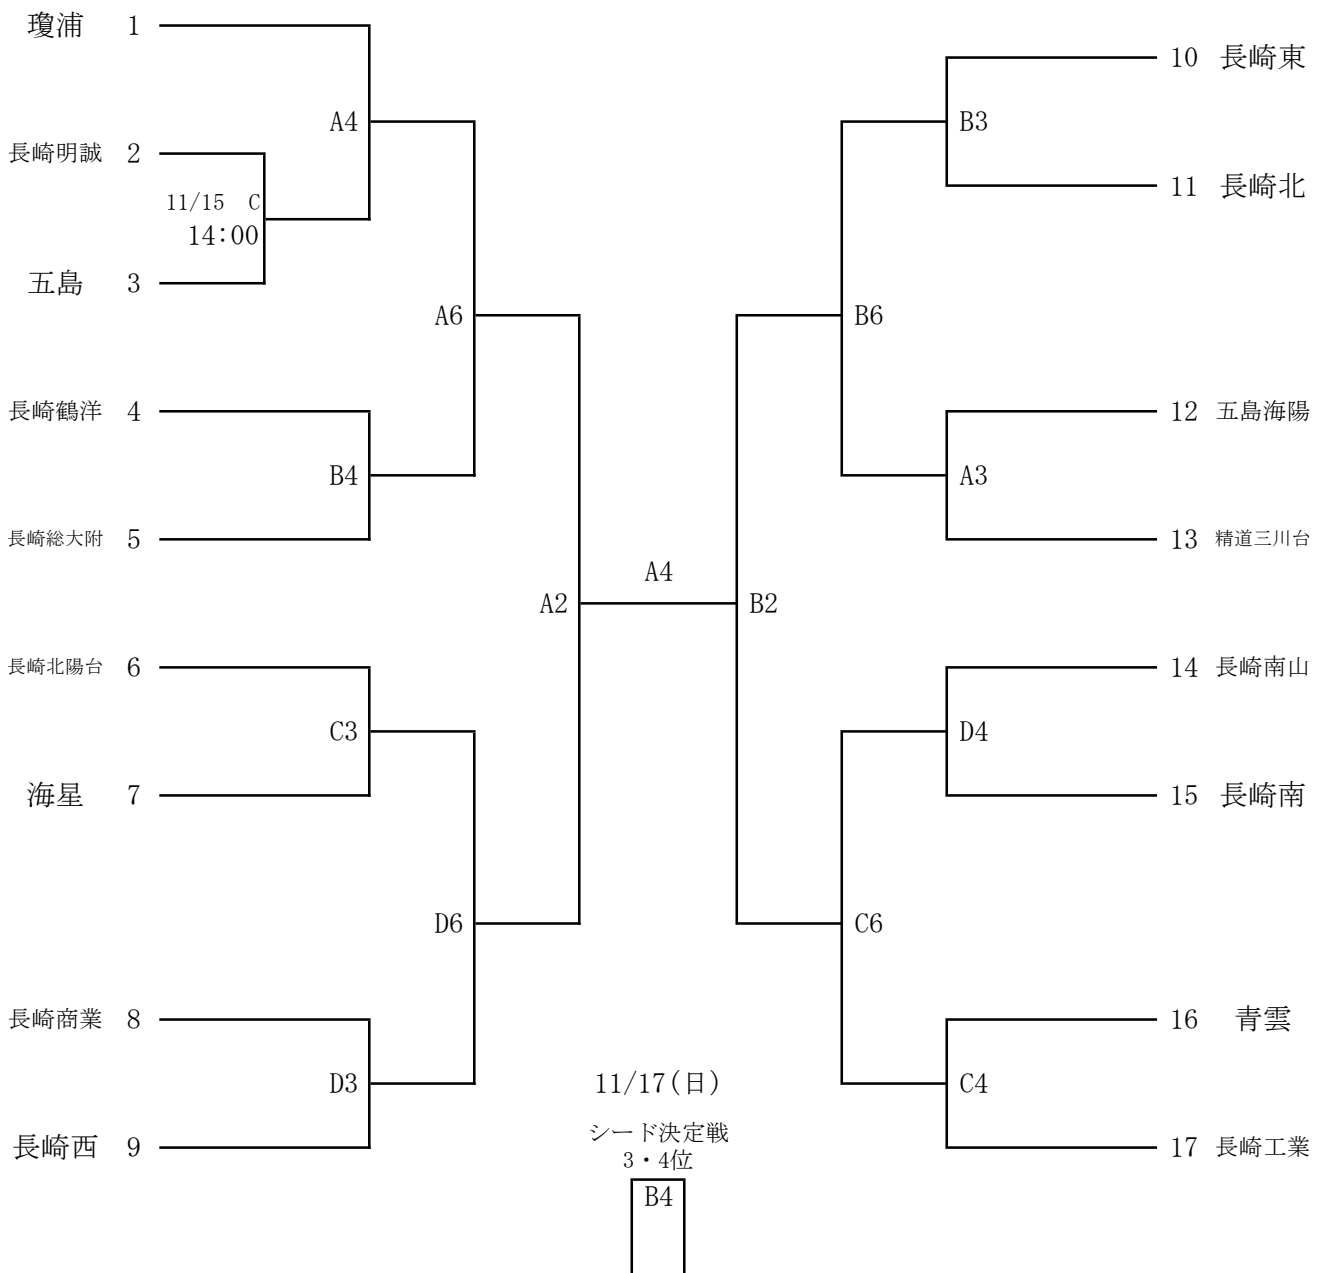 瓊浦 1
A4
長崎明誠 2
11/15 C
14:00
五島 3
A6
長崎鶴洋 4
B4
長崎総大附 5
A2
長崎北陽台 6
C3
海星 7
D6
長崎商業 8
D3
長崎西 9
A4
10 長崎東
B3
11 長崎北
B6
12 五島海陽
A3
13 精道三川台
B2
14 長崎南山
D4
15 長崎南
C6
16 青雲
C4
17 長崎工業
11/17(日)
シード決定戦
3・4位
B4